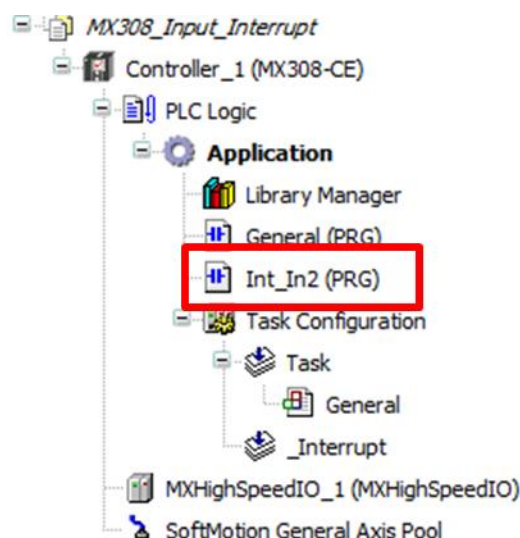 MX308_Input_Interrupt
Controller_1 (MX308-CE)
PLC Logic
Application
Library Manager
General (PRG)
Int_In2 (PRG)
Task Configuration
Task
General
_Interrupt
MXHighSpeedIO_1 (MXHighSpeedIO)
SoftMotion General Axis Pool